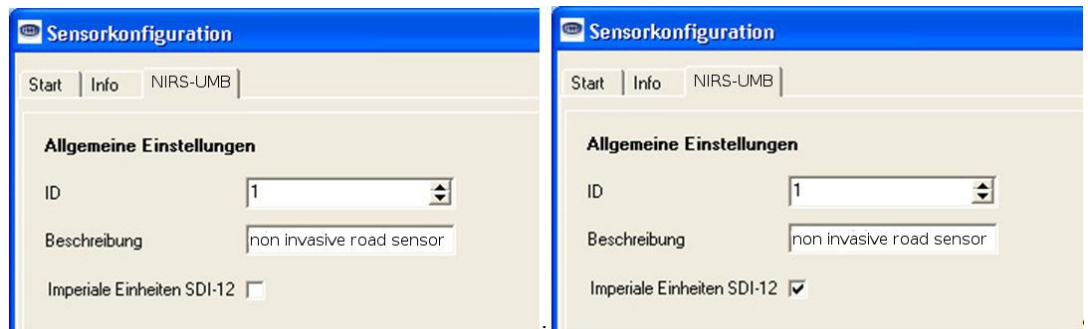 Sensorkonfiguration
Start Info NIRS-UMB
Allgemeine Einstellungen
ID 1
Beschreibung non invasive road sensor
Imperiale Einheiten SDI-12
Sensorkonfiguration
Start Info NIRS-UMB
Allgemeine Einstellungen
ID 1
Beschreibung non invasive road sensor
Imperiale Einheiten SDI-12